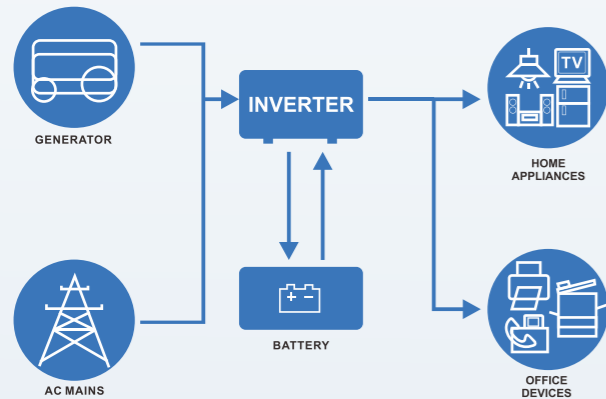 GENERATOR
INVERTER
TV
HOME
APPLIANCES
+ -
BATTERY
AC MAINS
OFFICE
DEVICES